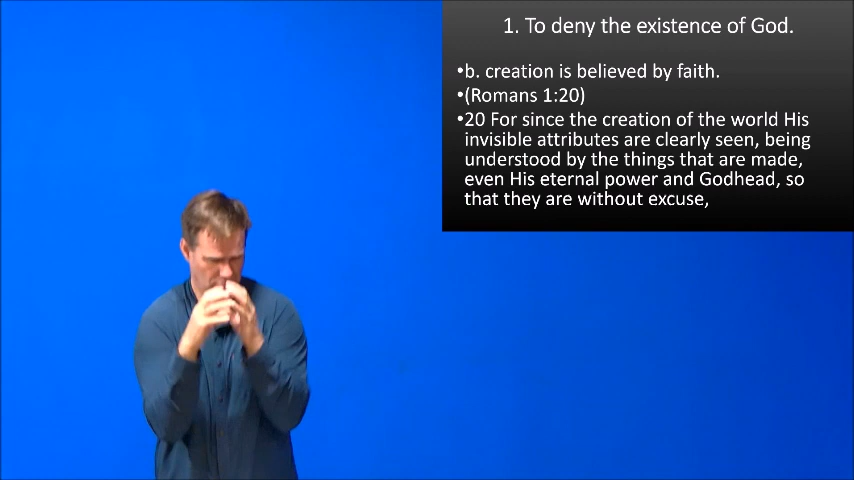 1. To deny the existence of God.
•b. creation is believed by faith.
•(Romans 1:20)
•20 For since the creation of the world His
invisible attributes are clearly seen, being
understood by the things that are made,
even His eternal power and Godhead, so
that they are without excuse,